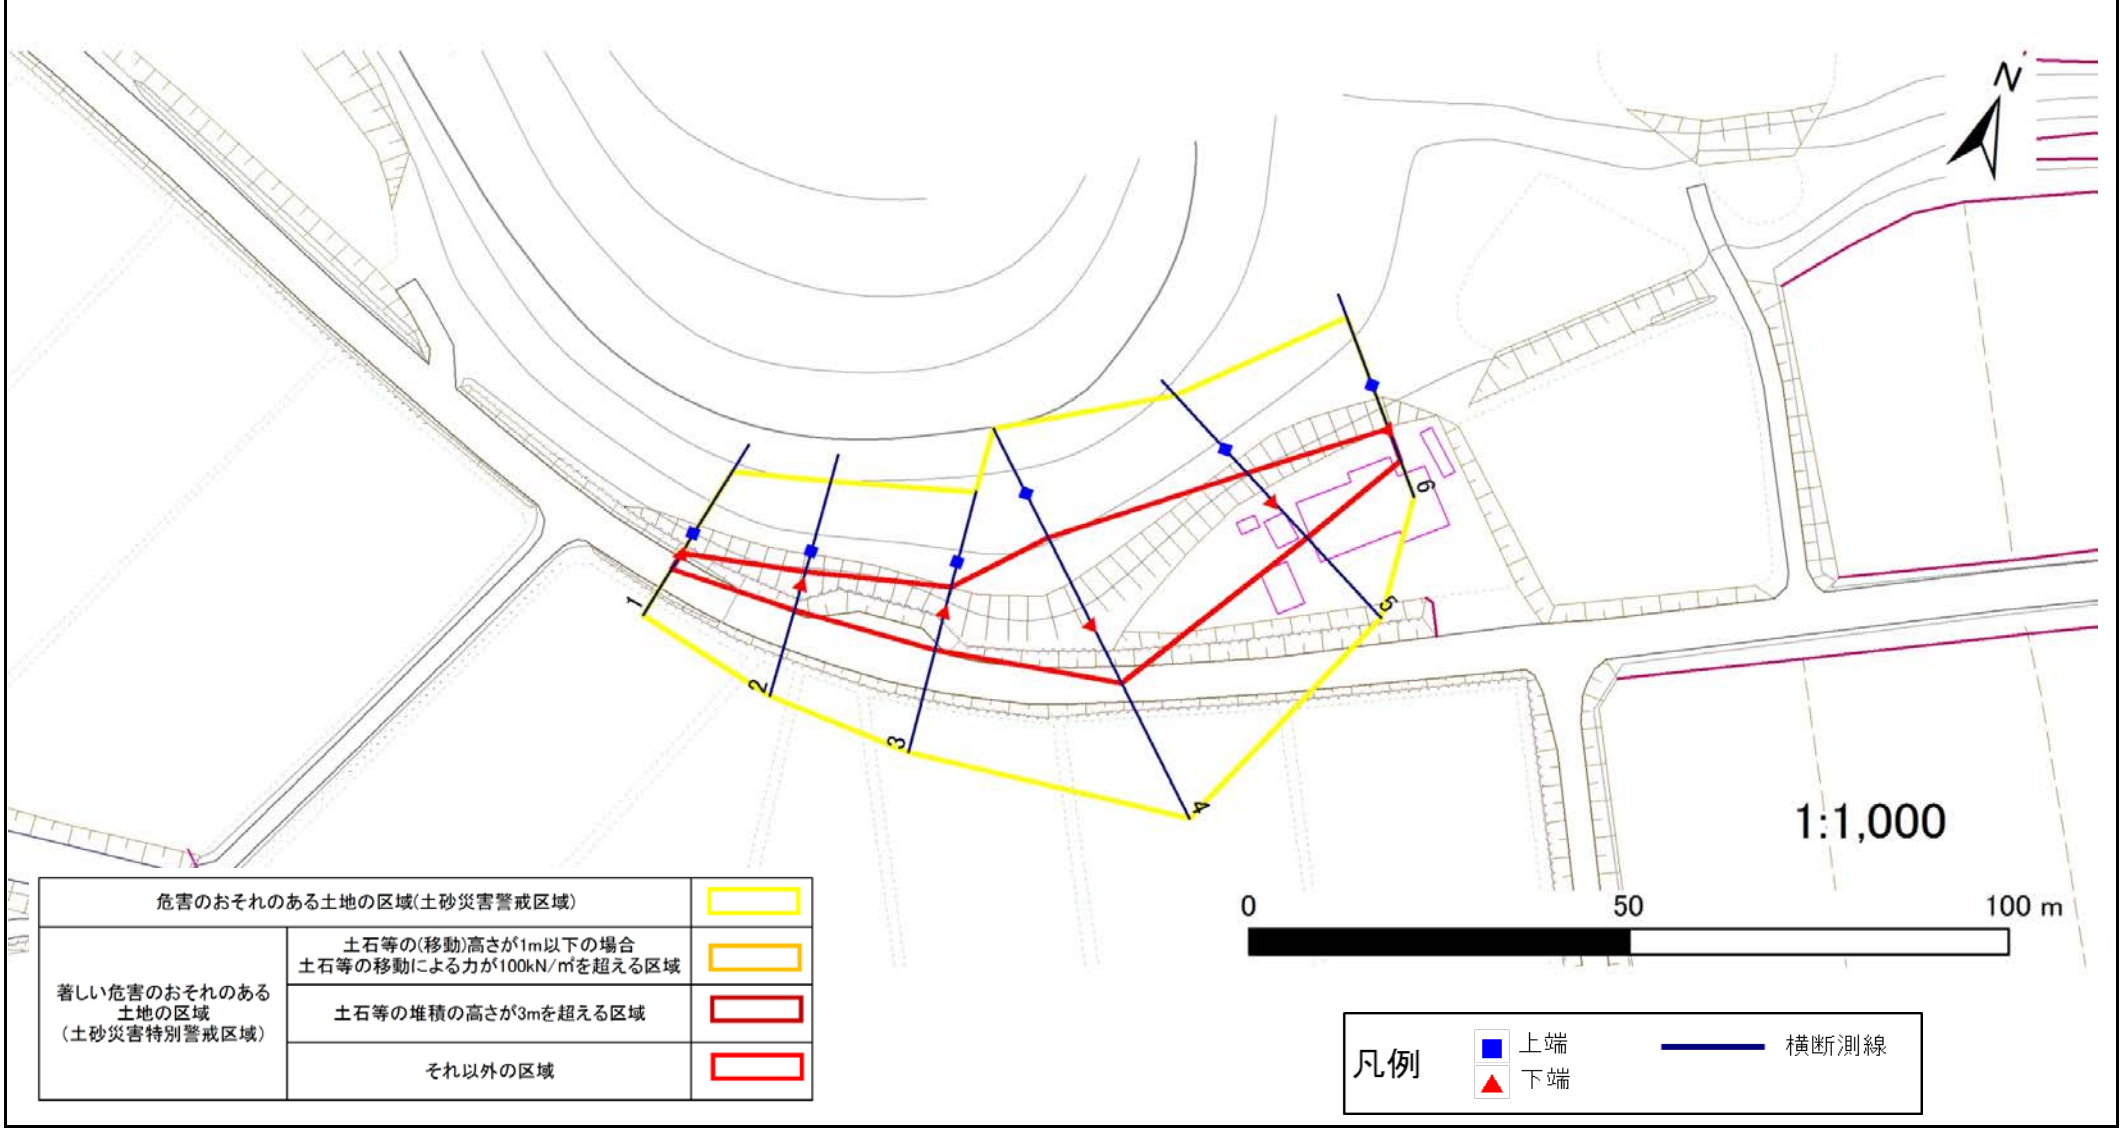 N
6
1
5
2
3
4
1:1,000
0 50 100 m
危害のおそれのある土地の区域(土砂災害警戒区域)
土石等の(移動)高さが1m以下の場合
土石等の移動による力が100kN/㎡を超える区域
著しい危害のおそれのある
土地の区域
(土砂災害特別警戒区域)
土石等の堆積の高さが3mを超える区域
それ以外の区域
凡例
上端
横断測線
下端